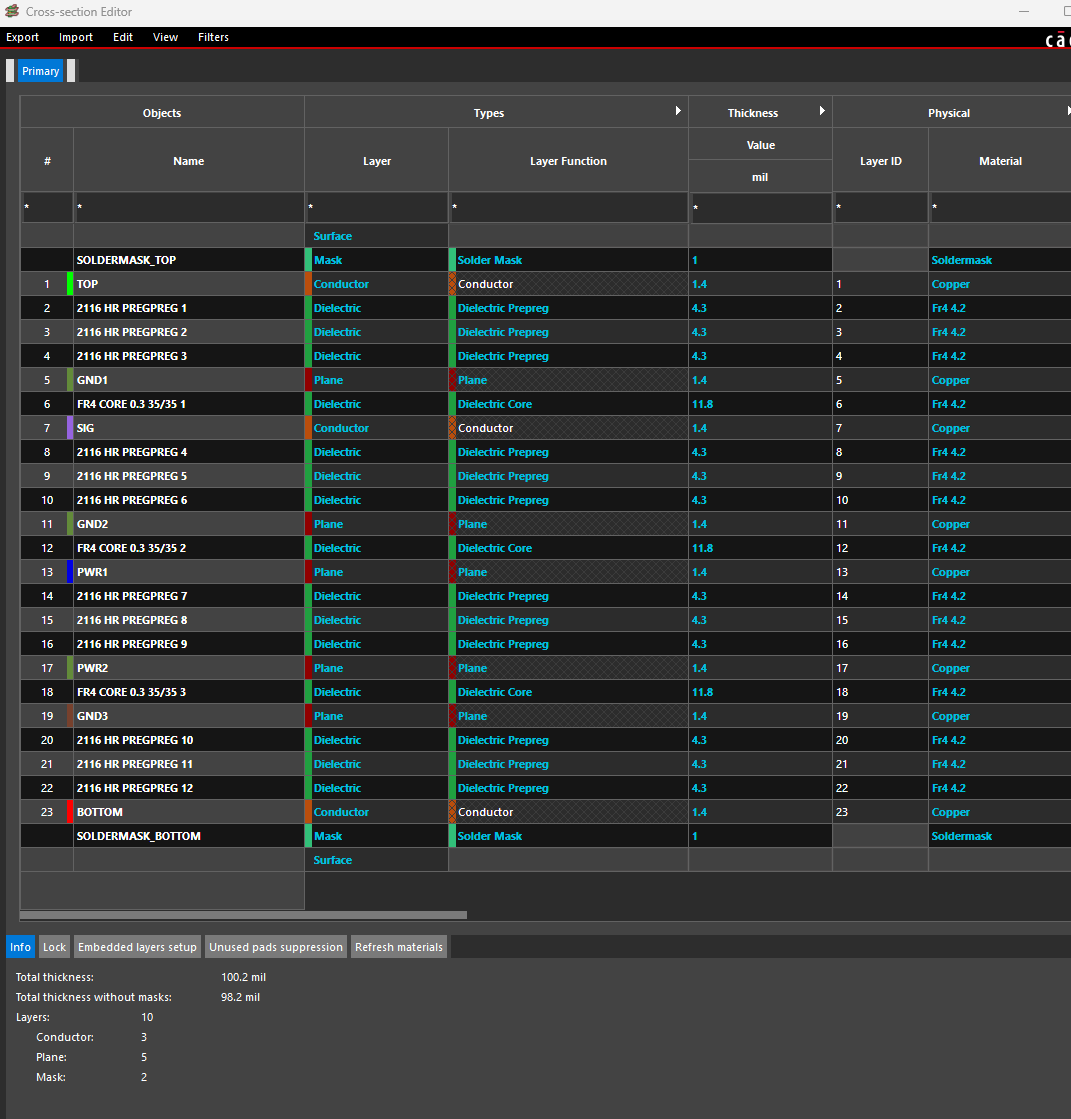 Cross-section Editor
Export Import Edit View Filters
Primary
Objects Types Thickness Physical
# Name Layer Layer Function Value Layer ID Material
mil
* * * * * * *
Surface
SOLDERMASK_TOP Mask Solder Mask 1 Soldermask
1 TOP Conductor Conductor 1.4 1 Copper
2 2116 HR PREGPREG 1 Dielectric Dielectric Prepreg 4.3 2 Fr4 4.2
3 2116 HR PREGPREG 2 Dielectric Dielectric Prepreg 4.3 3 Fr4 4.2
4 2116 HR PREGPREG 3 Dielectric Dielectric Prepreg 4.3 4 Fr4 4.2
5 GND1 Plane Plane 1.4 5 Copper
6 FR4 CORE 0.3 35/35 1 Dielectric Dielectric Core 11.8 6 Fr4 4.2
7 SIG Conductor Conductor 1.4 7 Copper
8 2116 HR PREGPREG 4 Dielectric Dielectric Prepreg 4.3 8 Fr4 4.2
9 2116 HR PREGPREG 5 Dielectric Dielectric Prepreg 4.3 9 Fr4 4.2
10 2116 HR PREGPREG 6 Dielectric Dielectric Prepreg 4.3 10 Fr4 4.2
11 GND2 Plane Plane 1.4 11 Copper
12 FR4 CORE 0.3 35/35 2 Dielectric Dielectric Core 11.8 12 Fr4 4.2
13 PWR1 Plane Plane 1.4 13 Copper
14 2116 HR PREGPREG 7 Dielectric Dielectric Prepreg 4.3 14 Fr4 4.2
15 2116 HR PREGPREG 8 Dielectric Dielectric Prepreg 4.3 15 Fr4 4.2
16 2116 HR PREGPREG 9 Dielectric Dielectric Prepreg 4.3 16 Fr4 4.2
17 PWR2 Plane Plane 1.4 17 Copper
18 FR4 CORE 0.3 35/35 3 Dielectric Dielectric Core 11.8 18 Fr4 4.2
19 GND3 Plane Plane 1.4 19 Copper
20 2116 HR PREGPREG 10 Dielectric Dielectric Prepreg 4.3 20 Fr4 4.2
21 2116 HR PREGPREG 11 Dielectric Dielectric Prepreg 4.3 21 Fr4 4.2
22 2116 HR PREGPREG 12 Dielectric Dielectric Prepreg 4.3 22 Fr4 4.2
23 BOTTOM Conductor Conductor 1.4 23 Copper
SOLDERMASK_BOTTOM Mask Solder Mask 1 Soldermask
Surface
Info Lock Embedded layers setup Unused pads suppression Refresh materials
Total thickness: 100.2 mil
Total thickness without masks: 98.2 mil
Layers: 10
Conductor: 3
Plane: 5
Mask: 2